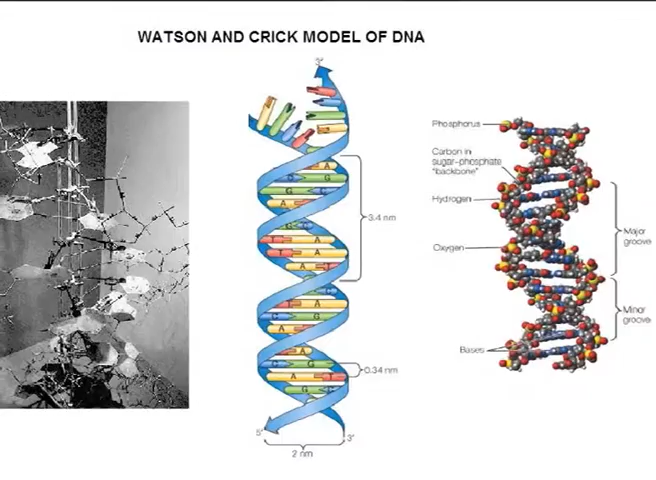 WATSON AND CRICK MODEL OF DNA
3'
A
G
G
A
G C
T A
T A
A T
T A
C G
A
A
C G
A T
G
3.4 nm
0.34 nm
5'
3'
2 nm
Phosphorus
Carbon in
sugar-phosphate
"backbone"
Hydrogen
Oxygen
Bases
Major
groove
Minor
groove